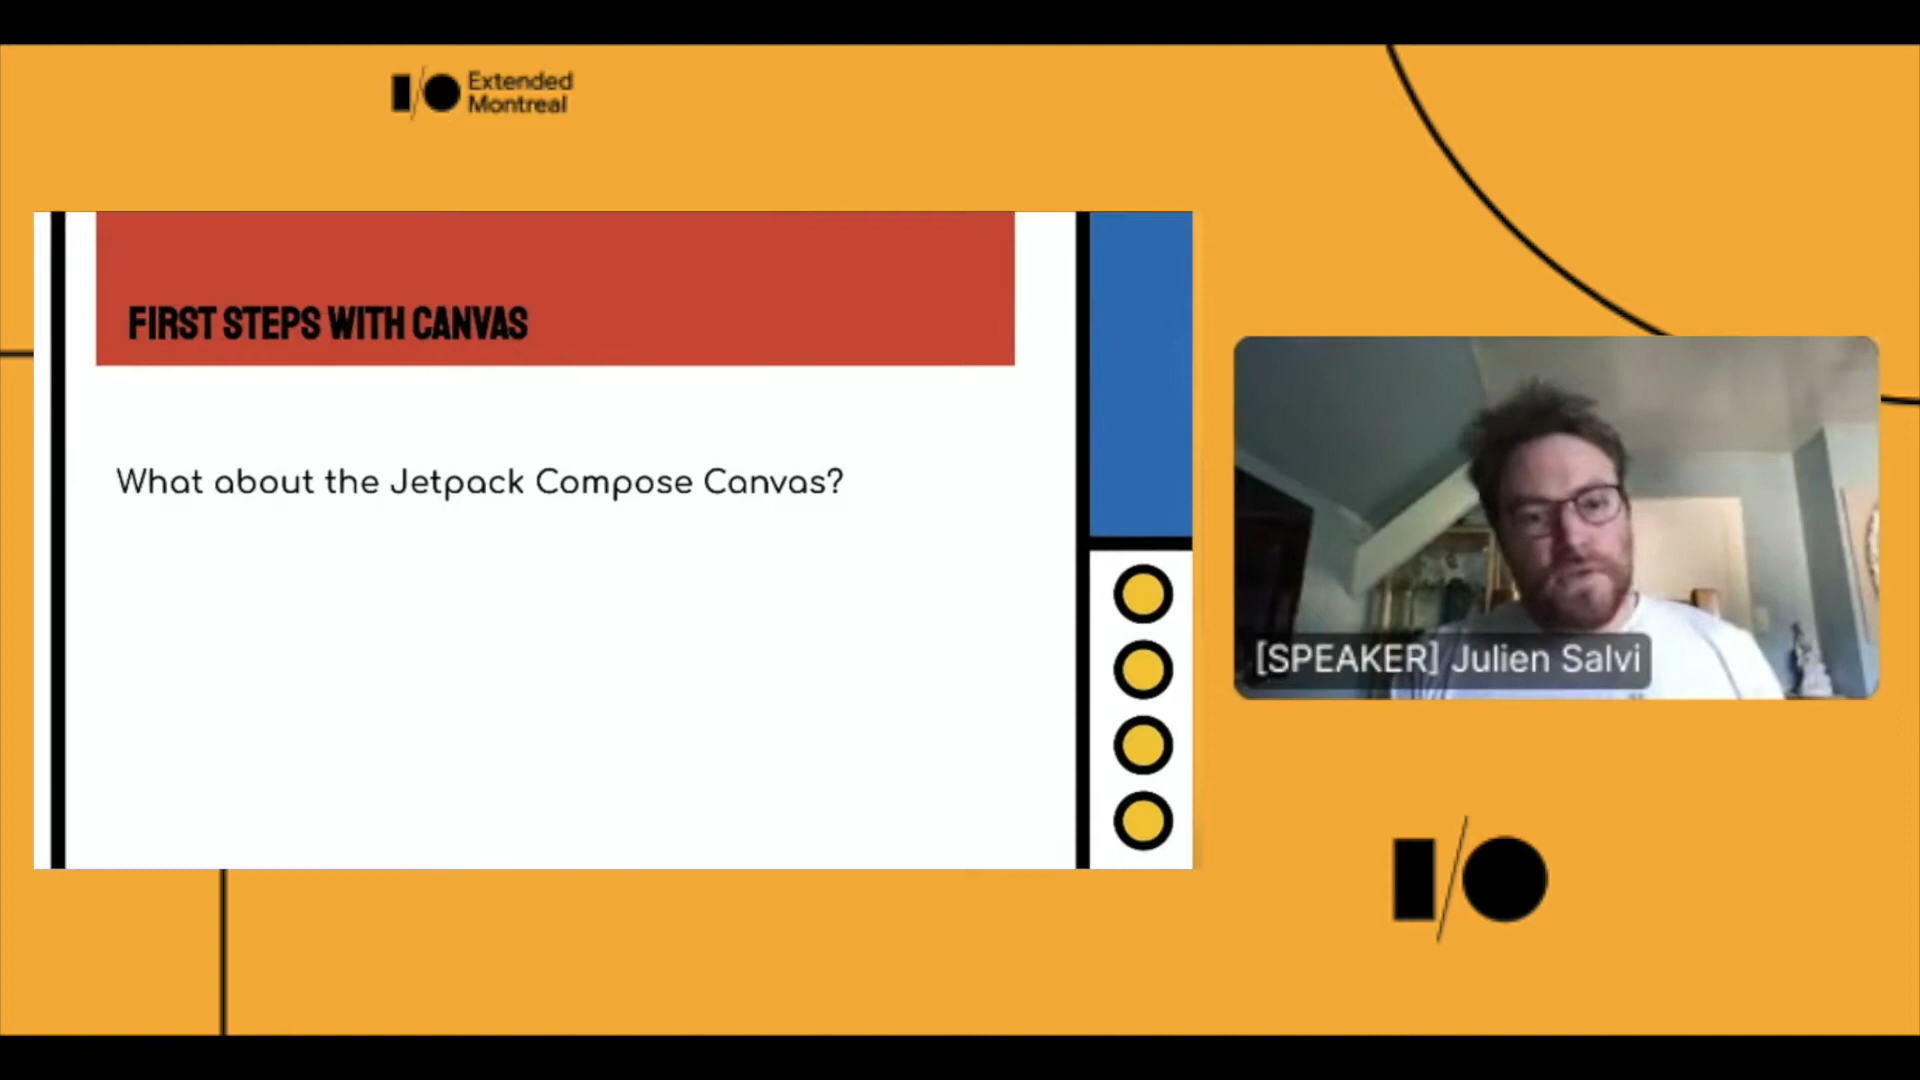 I/O Extended
Montreal
FIRST STEPS WITH CANVAS
What about the Jetpack Compose Canvas?
[SPEAKER] Julien Salvi
I/O